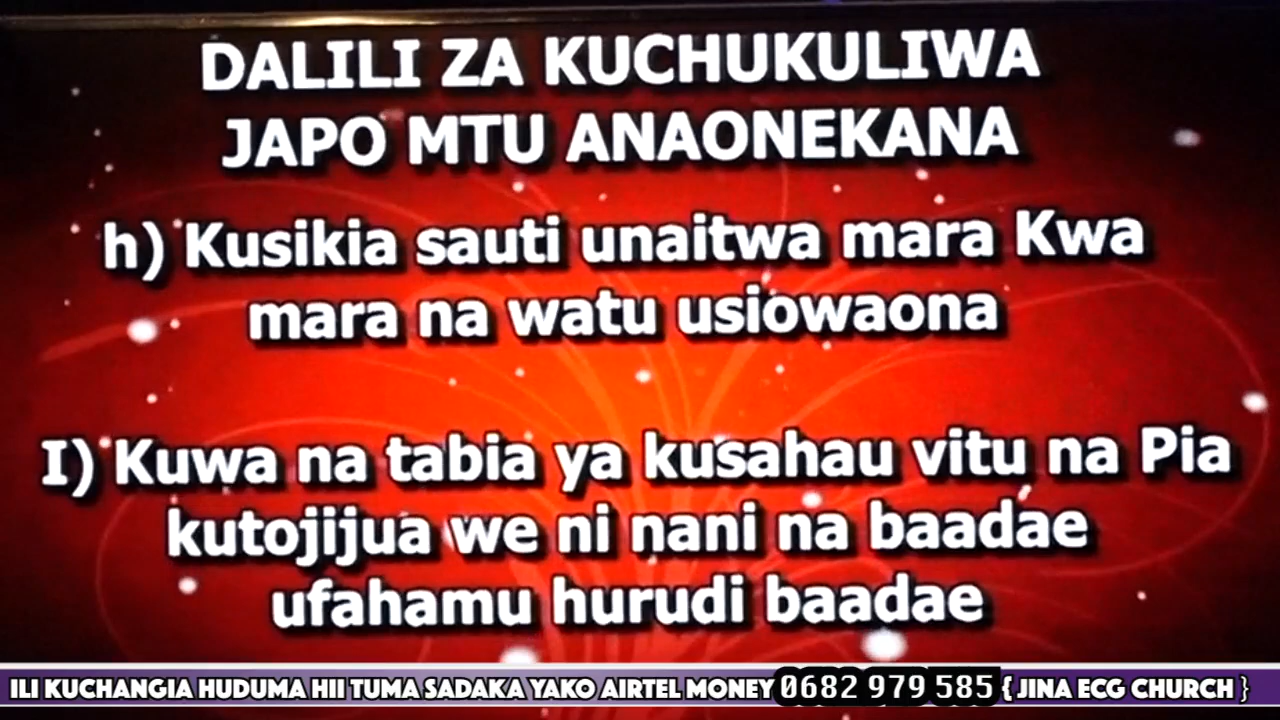 DALILI ZA KUCHUKULIWA
JAPO MTU ANAONEKANA
h) Kusikia sauti unaitwa mara Kwa
mara na watu usiowaona
I) Kuwa na tabia ya kusahau vitu na Pia
kutojijua we ni nani na baadae
ufahamu hurudi baadae
ILI KUCHANGIA HUDUMA HII TUMA SADAKA YAKO AIRTEL MONEY 0682 979 585 { JINA ECG CHURCH }